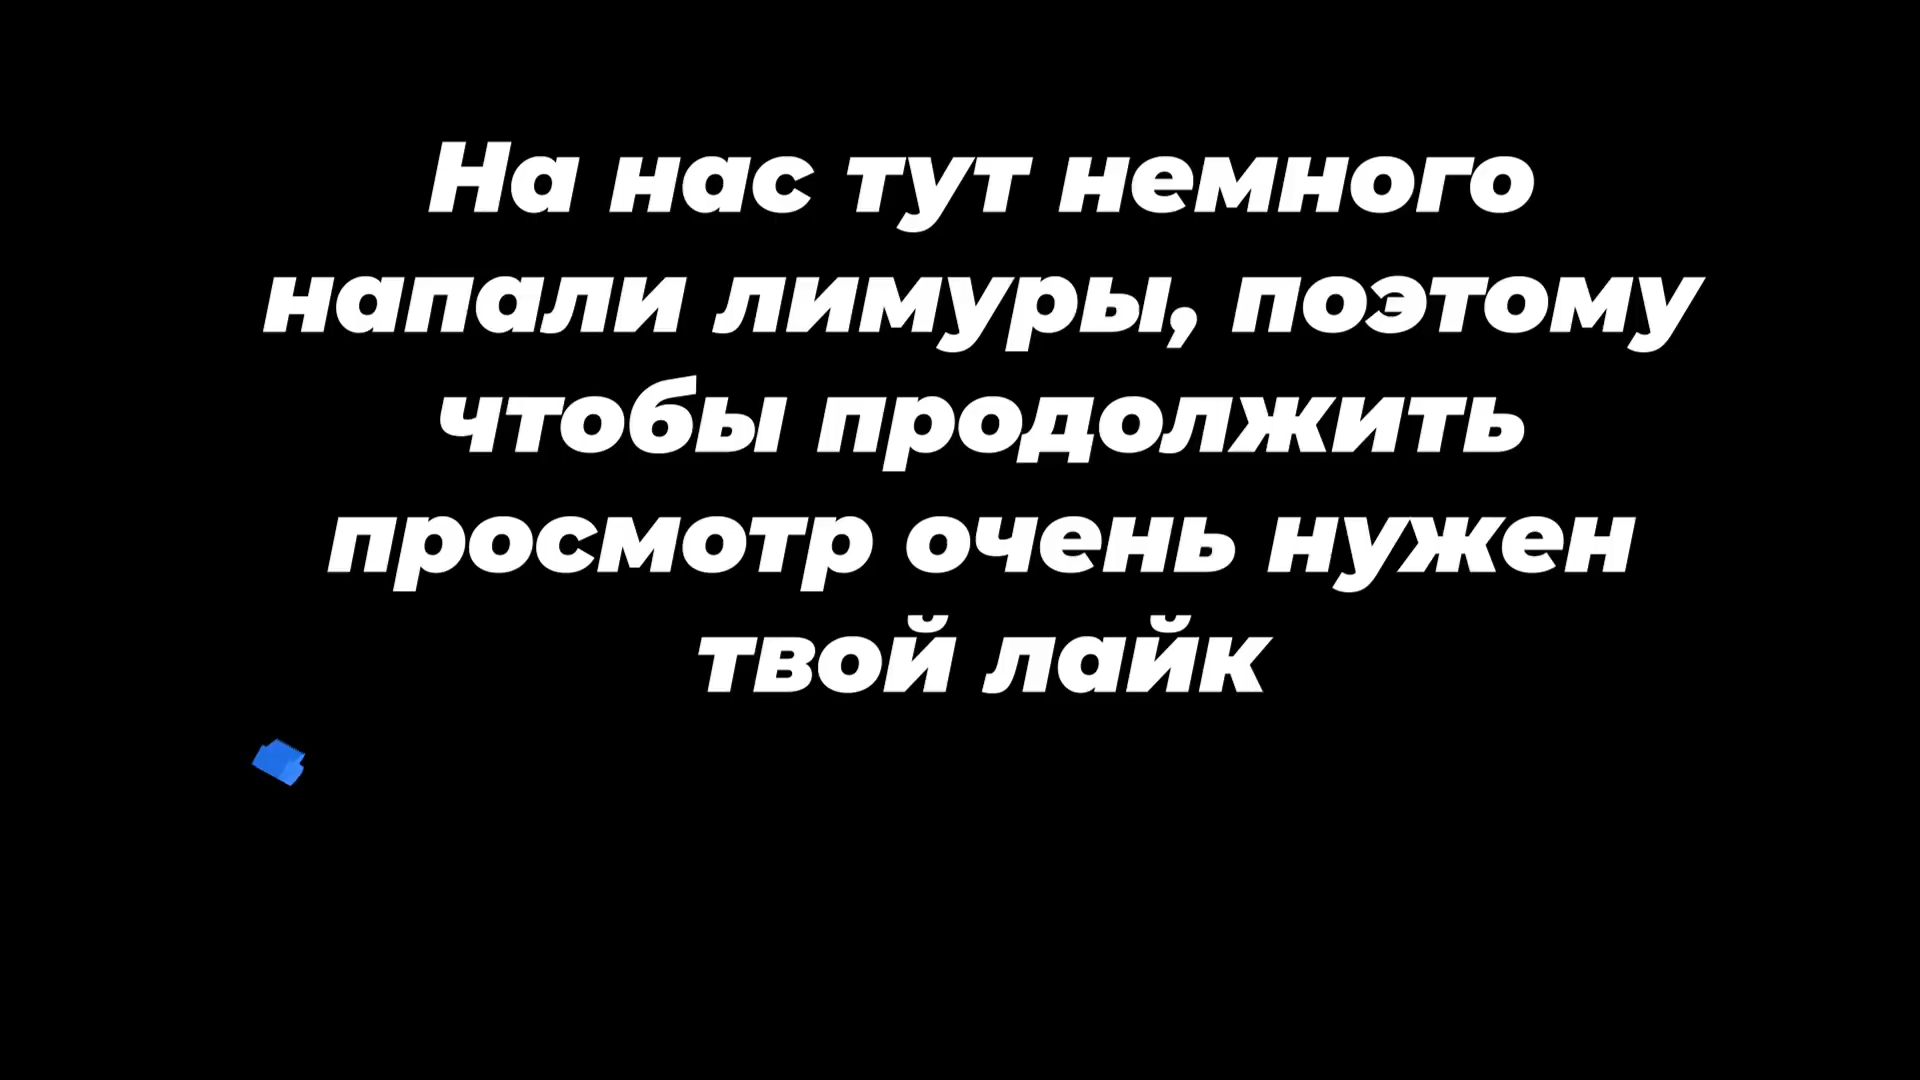 На нас тут немного
напали лимуры, поэтому
чтобы продолжить
просмотр очень нужен
твой лайк